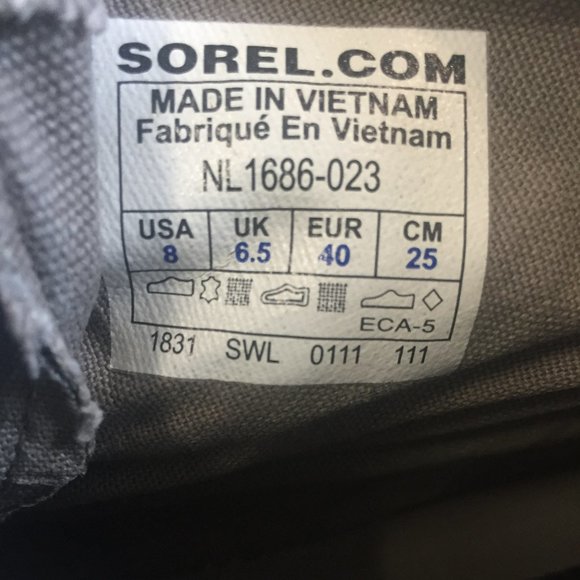 SOREL.COM
MADE IN VIETNAM
Fabriqué En Vietnam
NL1686-023
USA UK EUR CM
8 6.5 40 25
ECA-5
1831 SWL 0111 111